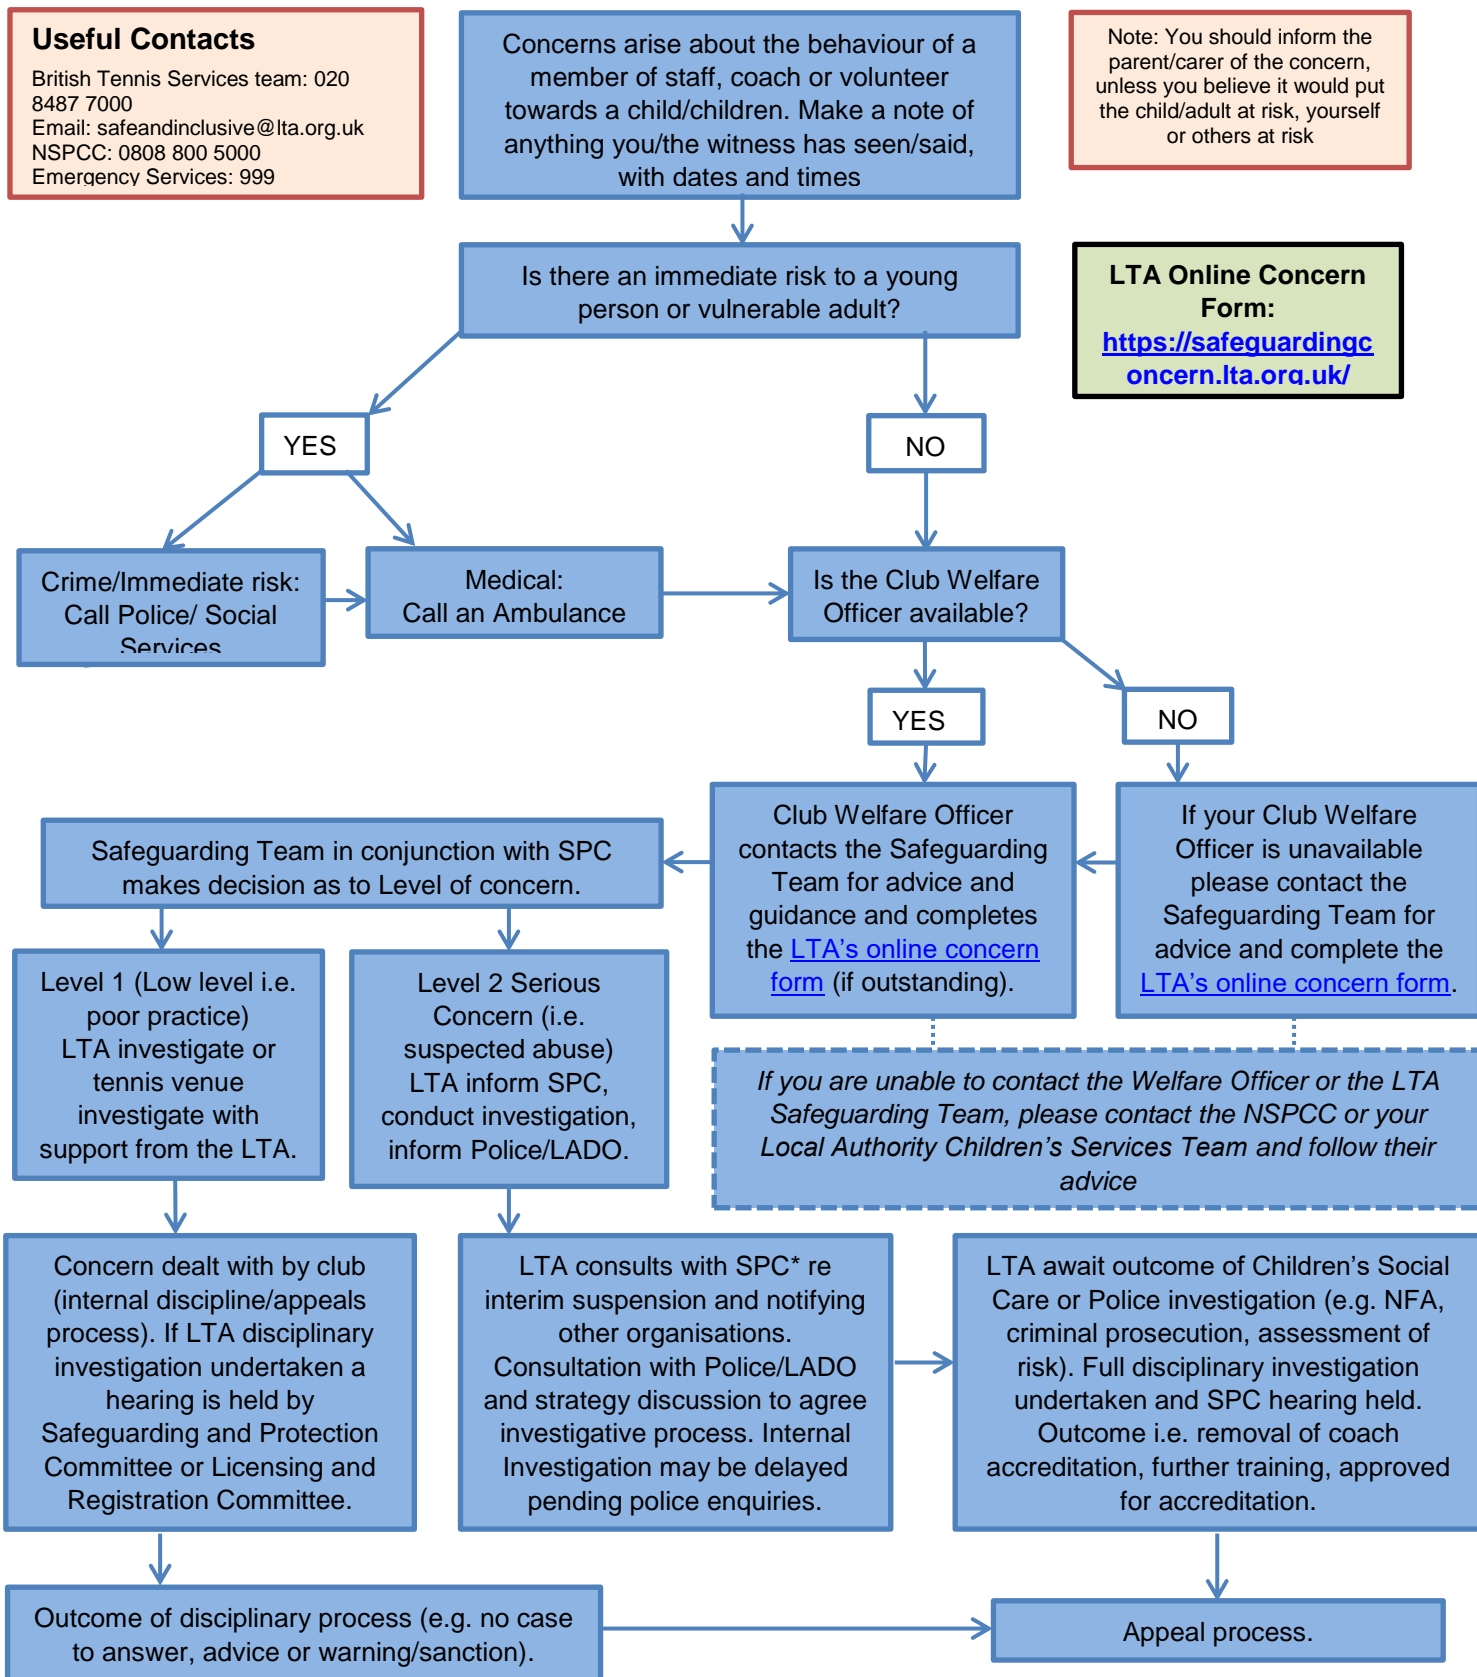 Useful Contacts
British Tennis Services team: 020
8487 7000
Email: safeandinclusive@lta.org.uk
NSPCC: 0808 800 5000
Emergency Services: 999
Concerns arise about the behaviour of a
member of staff, coach or volunteer
towards a child/children. Make a note of
anything you/the witness has seen/said,
with dates and times
Note: You should inform the
parent/carer of the concern,
unless you believe it would put
the child/adult at risk, yourself
or others at risk
Is there an immediate risk to a young
person or vulnerable adult?
LTA Online Concern
Form:
https://safeguardingc
oncern.lta.org.uk/
YES
NO
Crime/Immediate risk:
Call Police/ Social
Services
Medical:
Call an Ambulance
Is the Club Welfare
Officer available?
YES
NO
Club Welfare Officer
contacts the Safeguarding
Team for advice and
guidance and completes
the LTA's online concern
form (if outstanding).
If your Club Welfare
Officer is unavailable
please contact the
Safeguarding Team for
advice and complete the
LTA's online concern form.
Safeguarding Team in conjunction with SPC
makes decision as to Level of concern.
Level 1 (Low level i.e.
poor practice)
LTA investigate or
tennis venue
investigate with
support from the LTA.
Level 2 Serious
Concern (i.e.
suspected abuse)
LTA inform SPC,
conduct investigation,
inform Police/LADO.
If you are unable to contact the Welfare Officer or the LTA
Safeguarding Team, please contact the NSPCC or your
Local Authority Children's Services Team and follow their
advice
Concern dealt with by club
(internal discipline/appeals
process). If LTA disciplinary
investigation undertaken a
hearing is held by
Safeguarding and Protection
Committee or Licensing and
Registration Committee.
LTA consults with SPC* re
interim suspension and notifying
other organisations.
Consultation with Police/LADO
and strategy discussion to agree
investigative process. Internal
Investigation may be delayed
pending police enquiries.
LTA await outcome of Children's Social
Care or Police investigation (e.g. NFA,
criminal prosecution, assessment of
risk). Full disciplinary investigation
undertaken and SPC hearing held.
Outcome i.e. removal of coach
accreditation, further training, approved
for accreditation.
Outcome of disciplinary process (e.g. no case
to answer, advice or warning/sanction).
Appeal process.